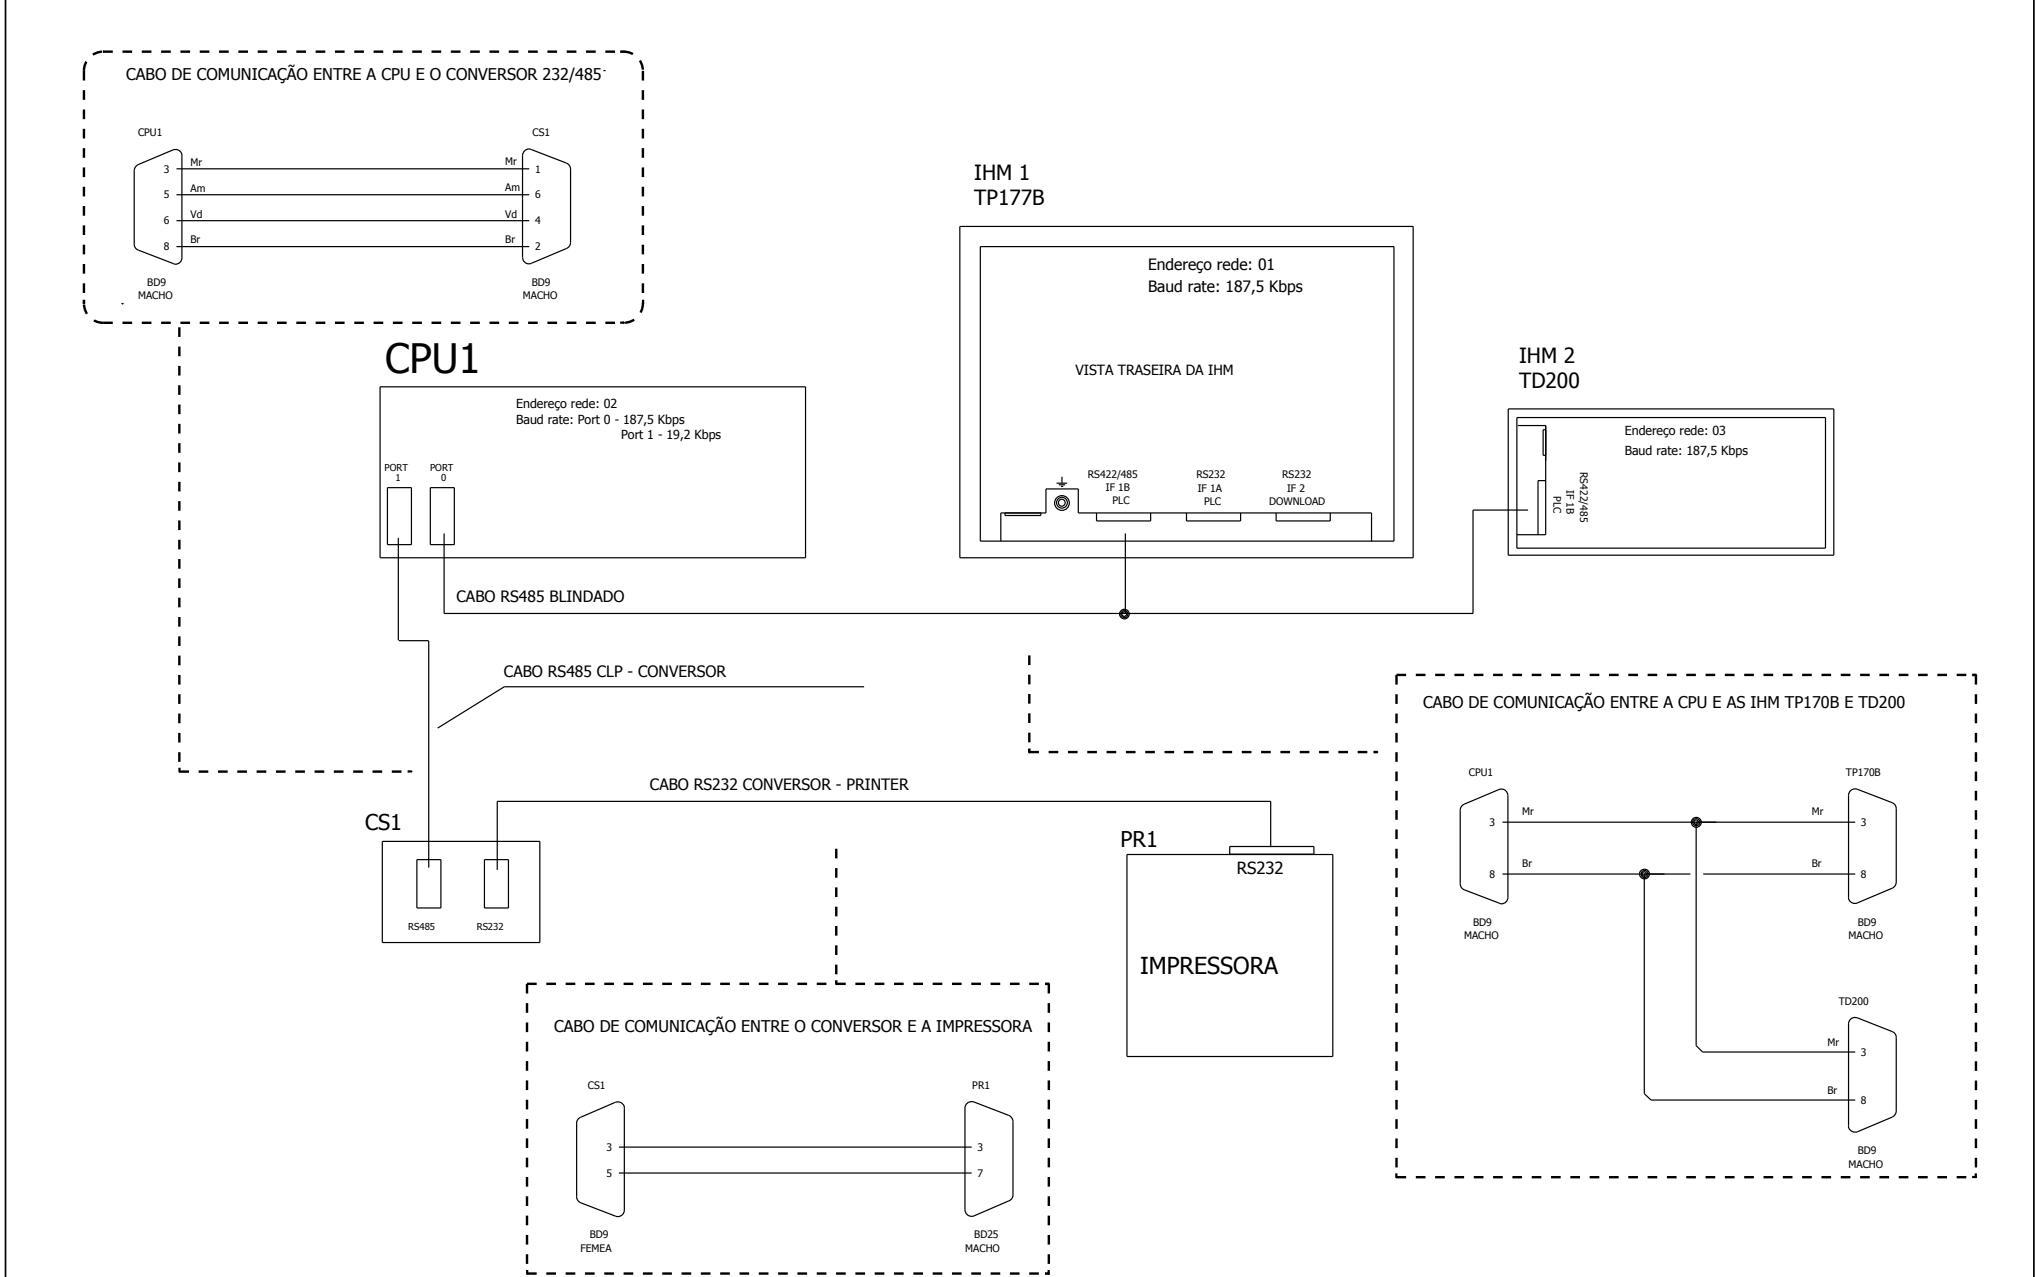 CABO DE COMUNICAÇÃO ENTRE A CPU E O CONVERSOR 232/485
CPU1
CS1
3 Mr Mr 1
5 Am Am 6
6 Vd Vd 4
8 Br Br 2
BD9
MACHO
BD9
MACHO
IHM 1
TP177B
Endereço rede: 01
Baud rate: 187,5 Kbps
VISTA TRASEIRA DA IHM
RS422/485
IF 1B
PLC
RS232
IF 1A
PLC
RS232
IF 2
DOWNLOAD
IHM 2
TD200
Endereço rede: 03
Baud rate: 187,5 Kbps
RS422/485
IF 1B
PLC
CPU1
Endereço rede: 02
Baud rate: Port 0 - 187,5 Kbps
Port 1 - 19,2 Kbps
PORT
1
PORT
0
CABO RS485 BLINDADO
CABO RS485 CLP - CONVERSOR
CABO RS232 CONVERSOR - PRINTER
CS1
RS485
RS232
PR1
RS232
IMPRESSORA
CABO DE COMUNICAÇÃO ENTRE A CPU E AS IHM TP170B E TD200
CPU1
TP170B
3 Mr Mr 3
8 Br Br 8
BD9
MACHO
BD9
MACHO
TD200
Mr 3
Br 8
BD9
MACHO
CABO DE COMUNICAÇÃO ENTRE O CONVERSOR E A IMPRESSORA
CS1
PR1
3 3
5 7
BD9
FEMEA
BD25
MACHO